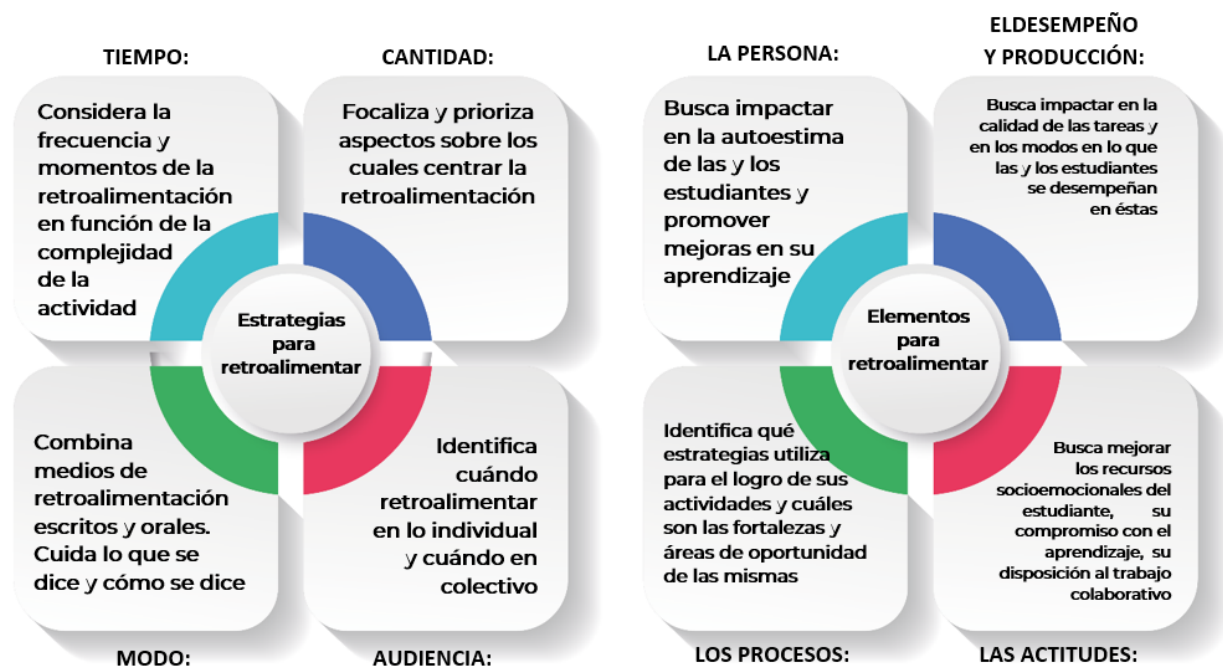 TIEMPO:
Considera la
frecuencia y
momentos de la
retroalimentación
en función de la
complejidad
de la
actividad
CANTIDAD:
Focaliza y prioriza
aspectos sobre los
cuales centrar la
retroalimentación
Estrategias
para
retroalimentar
Combina
medios de
retroalimentación
escritos y orales.
Cuida lo que se
dice y cómo se dice
MODO:
Identifica
cuándo
retroalimentar
en lo individual
y cuándo en
colectivo
AUDIENCIA:
LA PERSONA:
Busca impactar
en la autoestima
de las y los
estudiantes y
promover
mejoras en su
aprendizaje
ELDESEMPEÑO
Y PRODUCCIÓN:
Busca impactar en la
calidad de las tareas y
en los modos en lo que
las y los estudiantes
se desempeñan
en éstas
Elementos
para
retroalimentar
Identifica qué
estrategias utiliza
para el logro de sus
actividades y cuáles
son las fortalezas y
áreas de oportunidad
de las mismas
LOS PROCESOS:
Busca mejorar
los recursos
socioemocionales del
estudiante, su
compromiso con el
aprendizaje, su
disposición al trabajo
colaborativo
LAS ACTITUDES: